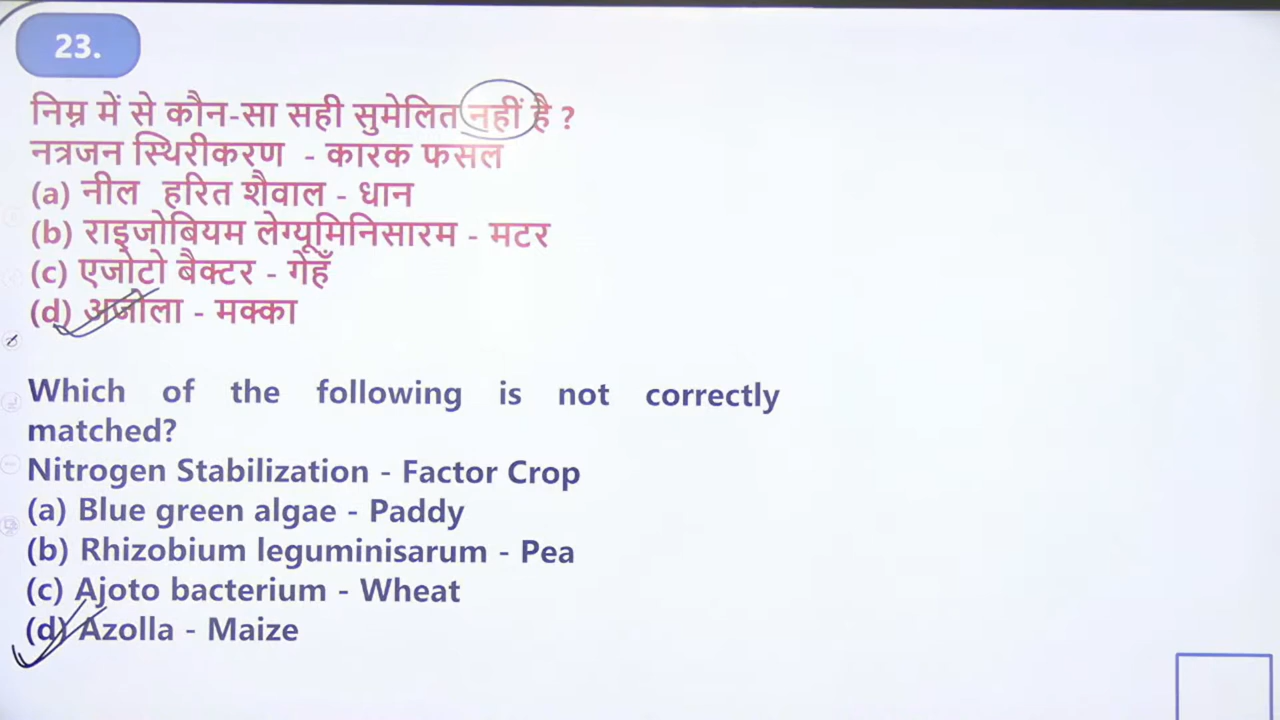 23.
निम्न में से कौन-सा सही सुमेलित नहीं है ?
नत्रजन स्थिरीकरण - कारक फसल
(a) नील हरित शैवाल - धान
(b) राइजोबियम लेग्यूमिनिसारम - मटर
(c) एजोटो बैक्टर - गेहूँ
(d) अजोला - मक्का
Which of the following is not correctly
matched?
Nitrogen Stabilization - Factor Crop
(a) Blue green algae - Paddy
(b) Rhizobium leguminisarum - Pea
(c) Ajoto bacterium - Wheat
(d) Azolla - Maize